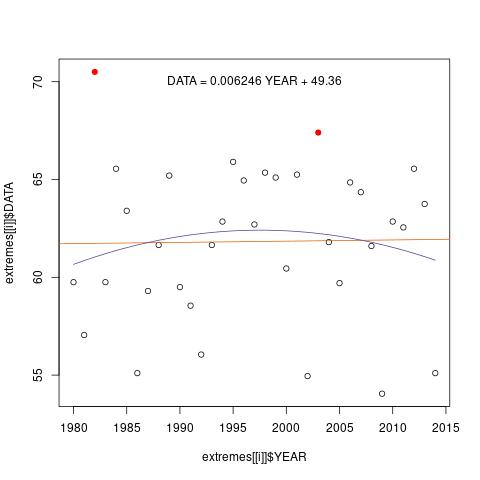 DATA = 0.006246 YEAR + 49.36
70
65
60
55
extremes[[i]]$DATA
1980 1985 1990 1995 2000 2005 2010 2015
extremes[[i]]$YEAR